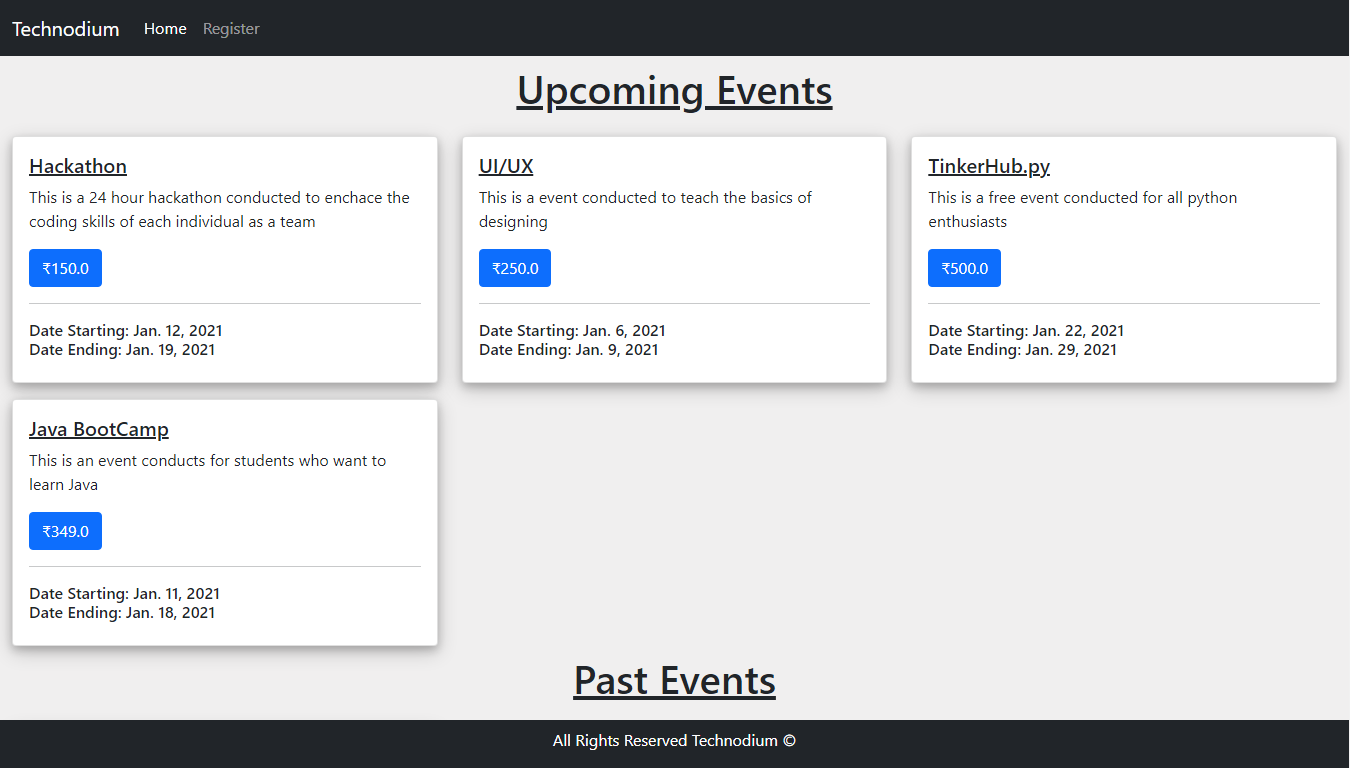 Technodium Home Register
Upcoming Events
Hackathon
This is a 24 hour hackathon conducted to enchace the
coding skills of each individual as a team
₹150.0
Date Starting: Jan. 12, 2021
Date Ending: Jan. 19, 2021
UI/UX
This is a event conducted to teach the basics of
designing
₹250.0
Date Starting: Jan. 6, 2021
Date Ending: Jan. 9, 2021
TinkerHub.py
This is a free event conducted for all python
enthusiasts
₹500.0
Date Starting: Jan. 22, 2021
Date Ending: Jan. 29, 2021
Java BootCamp
This is an event conducts for students who want to
learn Java
₹349.0
Date Starting: Jan. 11, 2021
Date Ending: Jan. 18, 2021
Past Events
All Rights Reserved Technodium ©